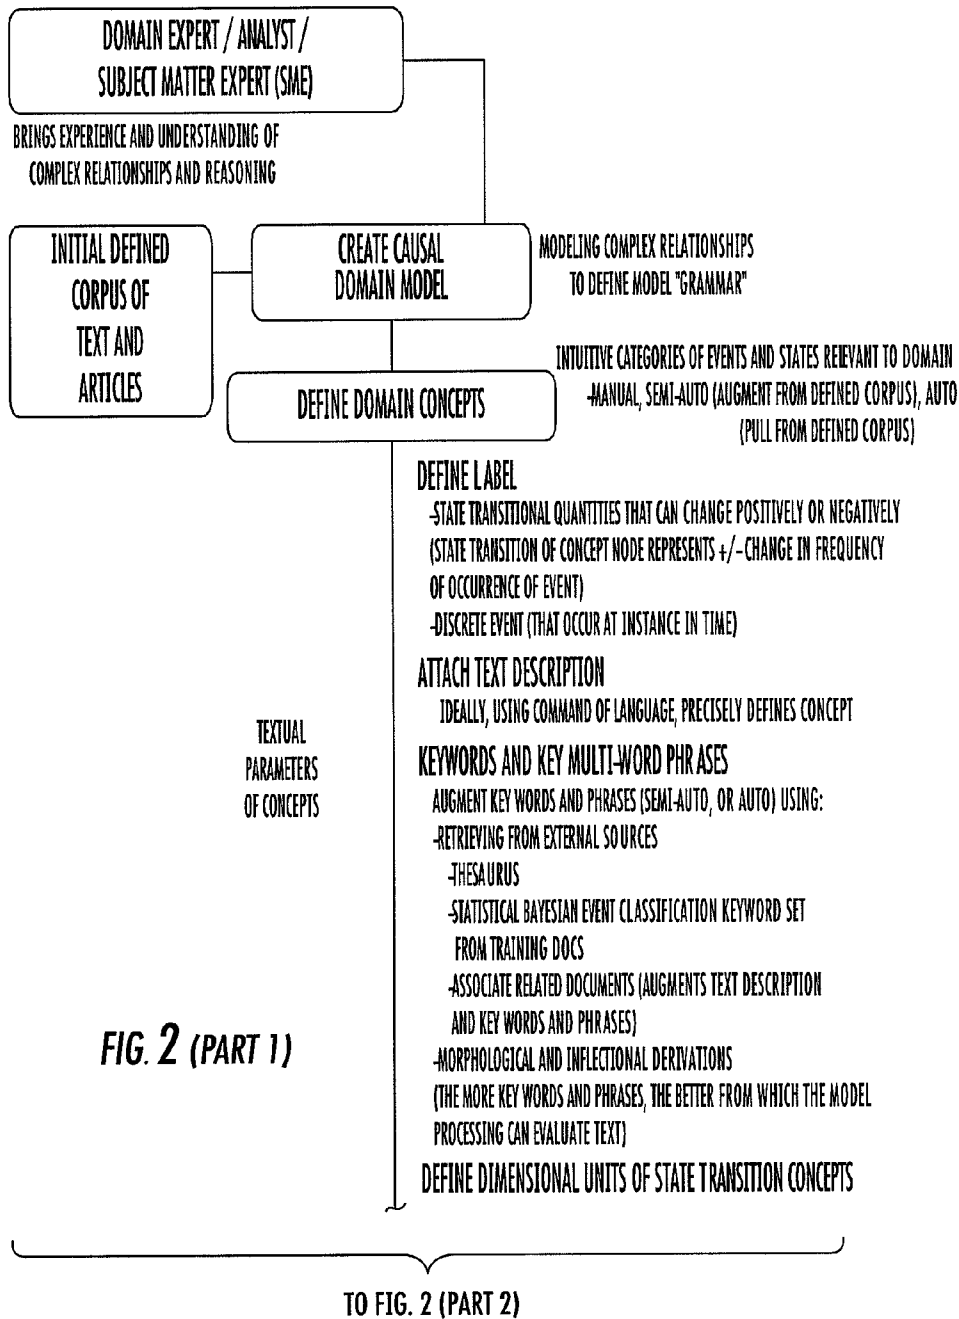 DOMAIN EXPERT / ANALYST /
SUBJECT MATTER EXPERT (SME)
BRINGS EXPERIENCE AND UNDERSTANDING OF
COMPLEX RELATIONSHIPS AND REASONING
INITIAL DEFINED
CORPUS OF
TEXT AND
ARTICLES
CREATE CAUSAL
DOMAIN MODEL
MODELING COMPLEX RELATIONSHIPS
TO DEFINE MODEL "GRAMMAR"
DEFINE DOMAIN CONCEPTS
INTUITIVE CATEGORIES OF EVENTS AND STATES RELEVANT TO DOMAIN
-MANUAL, SEMI-AUTO (AUGMENT FROM DEFINED CORPUS), AUTO
(PULL FROM DEFINED CORPUS)
DEFINE LABEL
-STATE TRANSITIONAL QUANTITIES THAT CAN CHANGE POSITIVELY OR NEGATIVELY
(STATE TRANSITION OF CONCEPT NODE REPRESENTS +/- CHANGE IN FREQUENCY
OF OCCURRENCE OF EVENT)
-DISCRETE EVENT (THAT OCCUR AT INSTANCE IN TIME)
ATTACH TEXT DESCRIPTION
IDEALLY, USING COMMAND OF LANGUAGE, PRECISELY DEFINES CONCEPT
TEXTUAL
PARAMETERS
OF CONCEPTS
KEYWORDS AND KEY MULTI-WORD PHRASES
AUGMENT KEY WORDS AND PHRASES (SEMI-AUTO, OR AUTO) USING:
-RETRIEVING FROM EXTERNAL SOURCES
-THESAURUS
-STATISTICAL BAYESIAN EVENT CLASSIFICATION KEYWORD SET
FROM TRAINING DOCS
-ASSOCIATE RELATED DOCUMENTS (AUGMENTS TEXT DESCRIPTION
AND KEY WORDS AND PHRASES)
-MORPHOLOGICAL AND INFLECTIONAL DERIVATIONS
(THE MORE KEY WORDS AND PHRASES, THE BETTER FROM WHICH THE MODEL
PROCESSING CAN EVALUATE TEXT)
DEFINE DIMENSIONAL UNITS OF STATE TRANSITION CONCEPTS
FIG. 2 (PART 1)
TO FIG. 2 (PART 2)